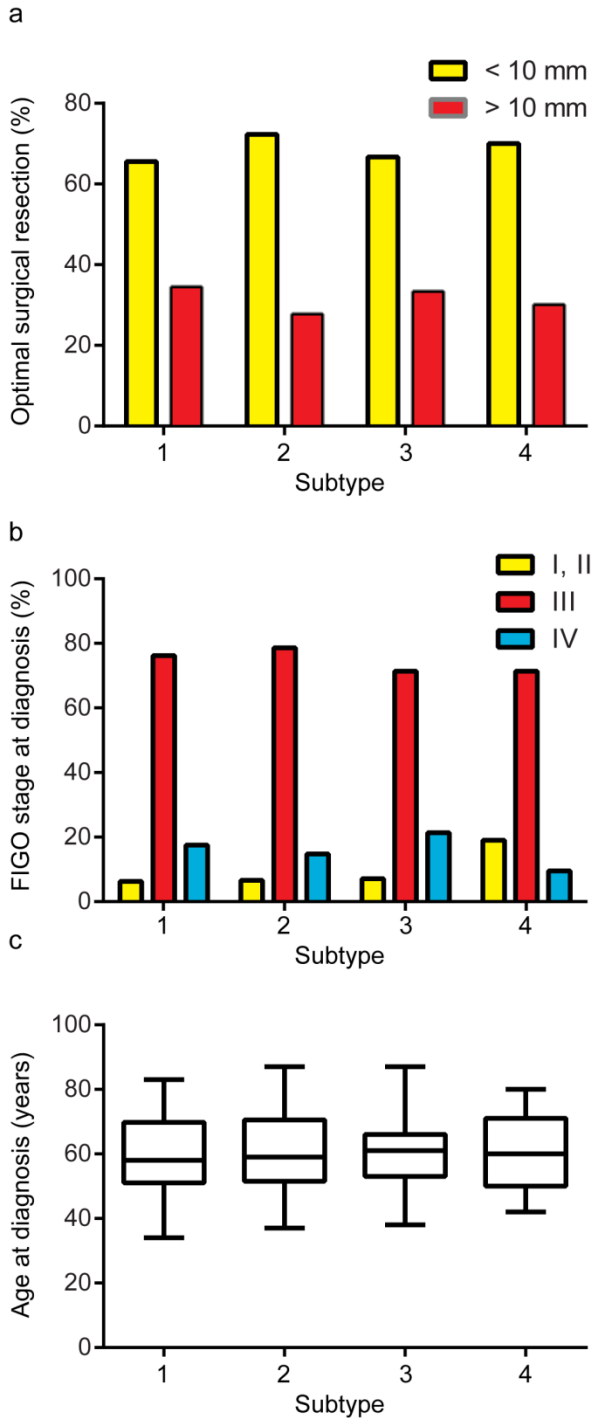 a
< 10 mm
> 10 mm
Optimal surgical resection (%)
80
60
40
20
0
1 2 3 4
Subtype
b
I, II
III
IV
FIGO stage at diagnosis (%)
100
80
60
40
20
0
1 2 3 4
Subtype
c
Age at diagnosis (years)
100
80
60
40
20
0
1 2 3 4
Subtype